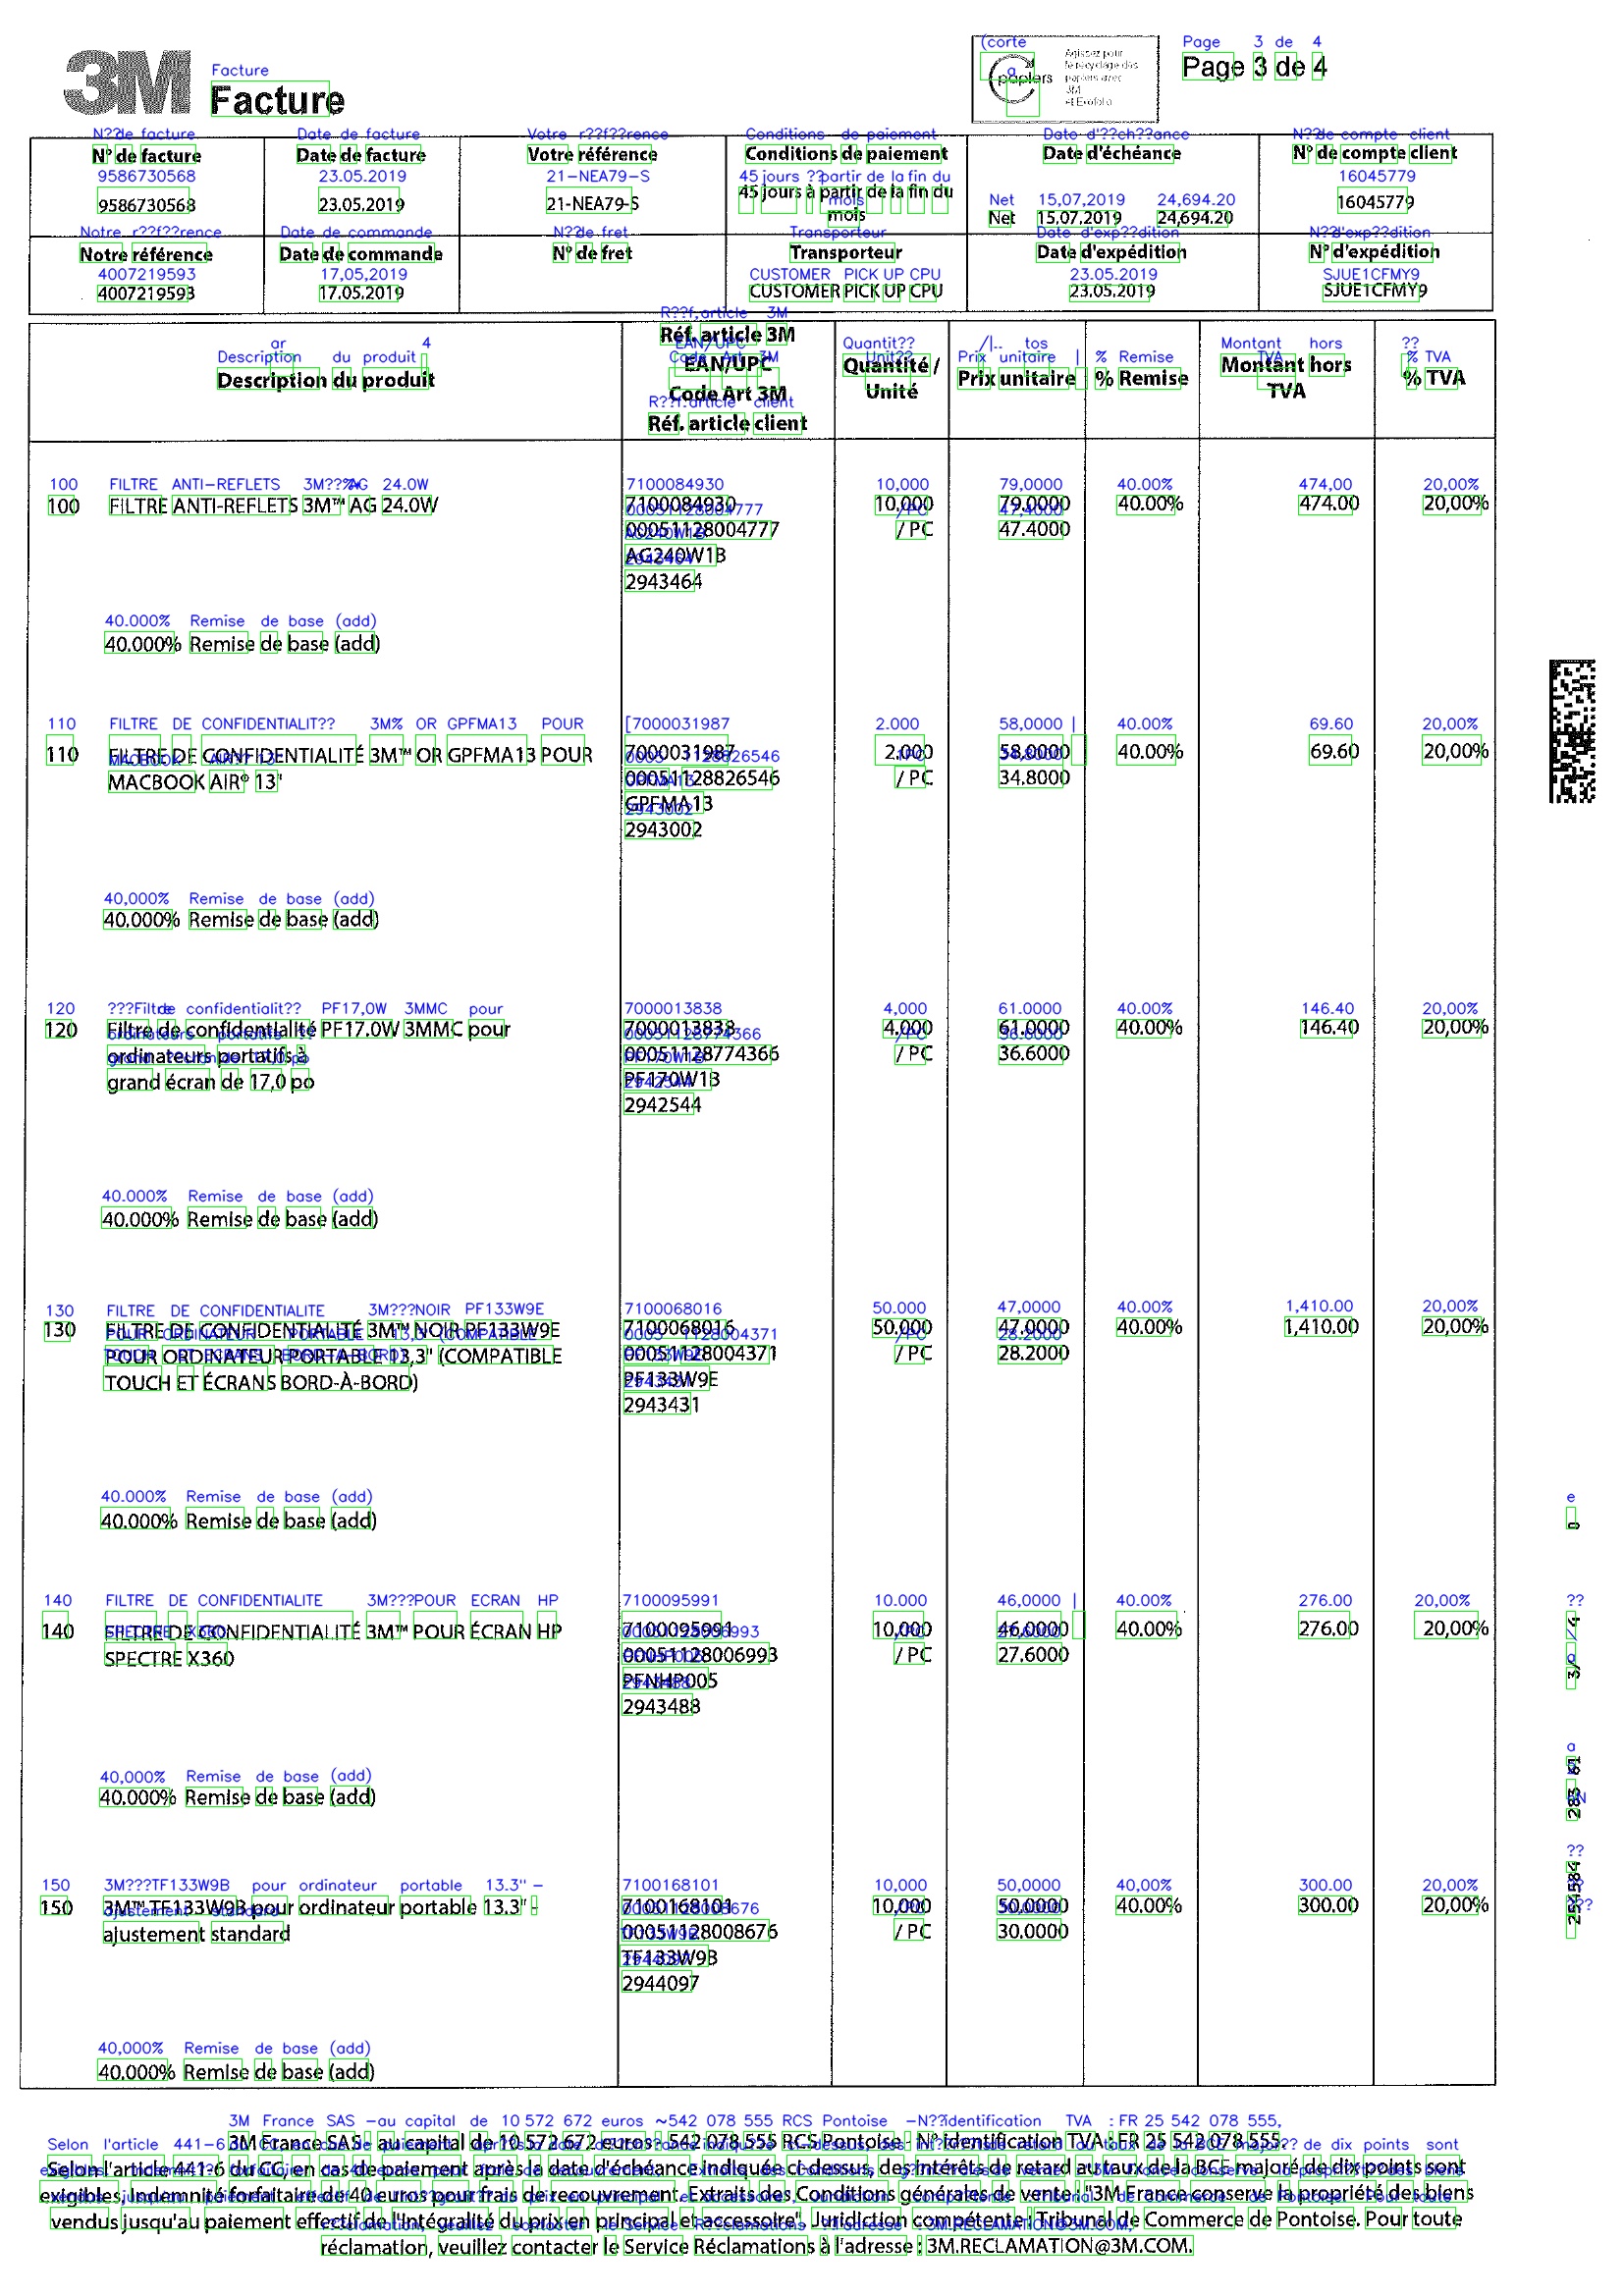 3M Facture
Agissez pour
le recyclage des
papiers avec
3M
et Ecofolio
papiers
Page 3 de 4
N° de facture Date de facture Votre référence Conditions de paiement Date d'échéance N° de compte client
9586730568 23.05.2019 21-NEA79-S 45 jours à partir de la fin du mois Net 15.07.2019 24,694.20 16045779
Notre référence Date de commande N° de fret Transporteur Date d'expédition N° d'expédition
4007219593 17.05.2019 CUSTOMER PICK UP CPU 23.05.2019 SJUE1CFMY9
Description du produit
Réf. article 3M
EAN/UPC
Code Art 3M
Réf. article client
Quantité /
Unité
Prix unitaire
% Remise
Montant hors
TVA
% TVA
100 FILTRE ANTI-REFLETS 3M™ AG 24.0W 7100084930 10,000 79,0000 40.00% 474.00 20,00%
00051128004777 / PC 47.4000
AG240W1B
2943464
40.000% Remise de base (add)
110 FILTRE DE CONFIDENTIALITÉ 3M™ OR GPFMA13 POUR 7000031987 2.000 58,0000 40.00% 69.60 20,00%
MACBOOK AIR® 13" 00051128826546 / PC 34.8000
GPFMA13
2943002
40.000% Remise de base (add)
120 Filtre de confidentialité PF17.0W 3MMC pour 7000013838 4,000 61.0000 40.00% 146.40 20,00%
ordinateurs portatifs à 00051128774366 / PC 36.6000
grand écran de 17,0 po PF170W1B
2942544
40.000% Remise de base (add)
130 FILTRE DE CONFIDENTIALITÉ 3M™ NOIR PF133W9E 7100068016 50.000 47.0000 40.00% 1,410.00 20,00%
POUR ORDINATEUR PORTABLE 13,3" (COMPATIBLE 00051128004371 / PC 28.2000
TOUCH ET ÉCRANS BORD-À-BORD) PF133W9E
2943431
40.000% Remise de base (add)
140 FILTRE DE CONFIDENTIALITÉ 3M™ POUR ÉCRAN HP 7100095991 10,000 46,0000 40.00% 276.00 20,00%
SPECTRE X360 00051128006993 / PC 27.6000
PFNHP005
2943488
40.000% Remise de base (add)
150 3M™ TF133W9B pour ordinateur portable 13.3" - 7100168101 10,000 50,0000 40.00% 300.00 20,00%
ajustement standard 00051128008676 / PC 30.0000
TF133W9B
2944097
40.000% Remise de base (add)
3M France SAS - au capital de 10 572 672 euros - 542 078 555 RCS Pontoise - N° identification TVA : FR 25 542 078 555.
Selon l'article 441-6 du CG, en cas de paiement après la date d'échéance indiquée ci-dessus, des intérêts de retard au taux de la BCE majoré de dix points sont
exigibles, indemnité forfaitaire de 40 euros pour frais de recouvrement. Extraits des Conditions générales de vente: "3M France conserve la propriété des biens
vendus jusqu'au paiement effectif de l'intégralité du prix en principal et accessoire" Juridiction compétente : Tribunal de Commerce de Pontoise. Pour toute
réclamation, veuillez contacter le Service Réclamations à l'adresse : 3M.RECLAMATION@3M.COM.